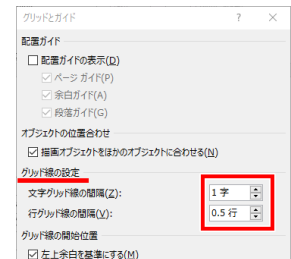 グリッドとガイド ? ×
配置ガイド
配置ガイドの表示(D)
ページ ガイド(P)
余白ガイド(A)
段落ガイド(G)
オブジェクトの位置合わせ
描画オブジェクトをほかのオブジェクトに合わせる(N)
グリッド線の設定
文字グリッド線の間隔(Z): 1 字
行グリッド線の間隔(V): 0.5 行
グリッド線の開始位置
左上余白を基準にする(M)